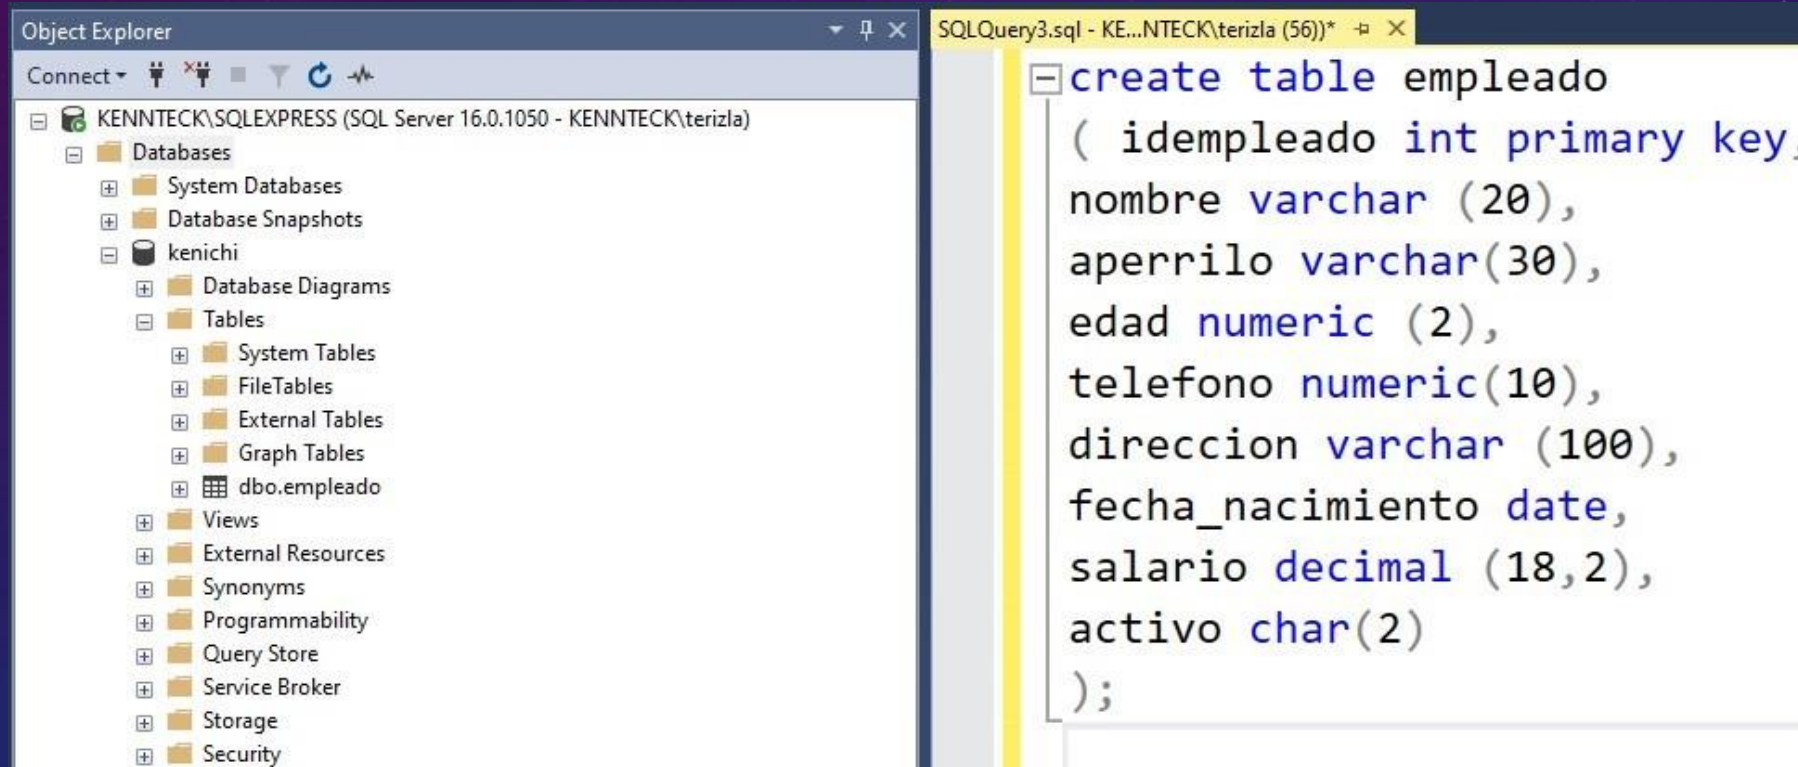 Object Explorer
Connect
KENNTECK\SQLEXPRESS (SQL Server 16.0.1050 - KENNTECK\terizla)
Databases
System Databases
Database Snapshots
kenichi
Database Diagrams
Tables
System Tables
FileTables
External Tables
Graph Tables
dbo.empleado
Views
External Resources
Synonyms
Programmability
Query Store
Service Broker
Storage
Security
SQLQuery3.sql - KE...NTECK\terizla (56))*
create table empleado
( idempleado int primary key,
nombre varchar (20),
aperrilo varchar(30),
edad numeric (2),
telefono numeric(10),
direccion varchar (100),
fecha_nacimiento date,
salario decimal (18,2),
activo char(2)
);